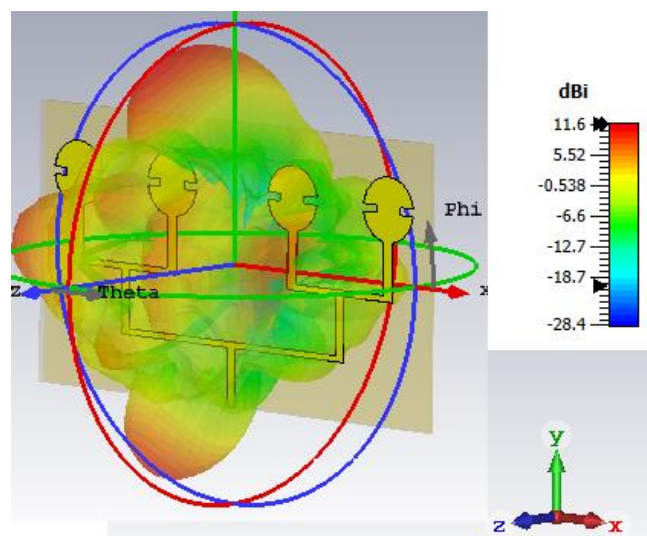 dBi
11.6
5.52
-0.538
-6.6
-12.7
-18.7
-28.4
Phi
z
Theta
x
y
z
x